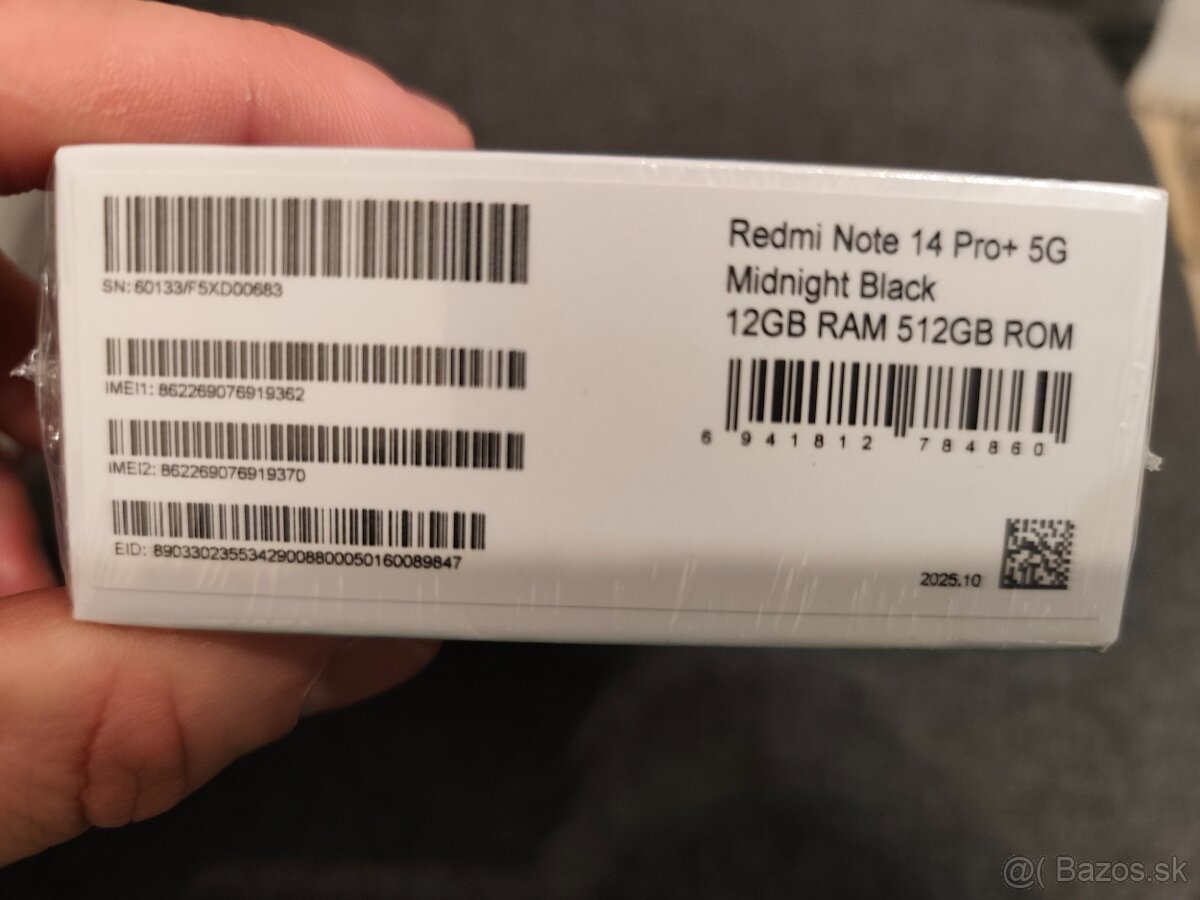 SN: 60133/F5XD00683
IMEI1: 862269076919362
IMEI2: 862269076919370
EID: 89033023553429008800050160089847
Redmi Note 14 Pro+ 5G
Midnight Black
12GB RAM 512GB ROM
6 941812 784860
2025.10
@( Bazos.sk